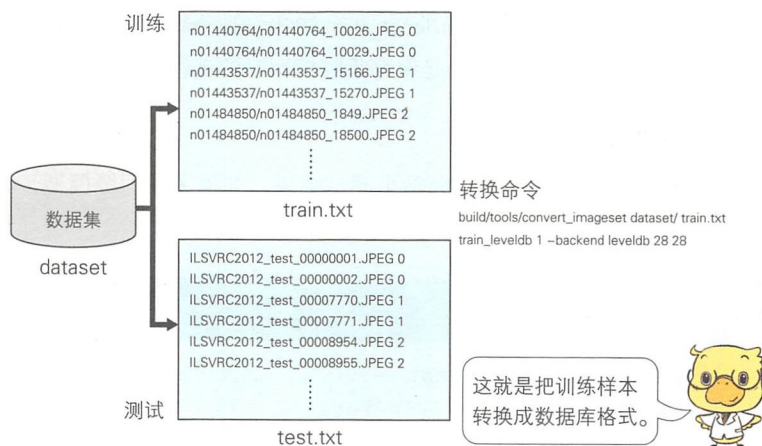 训练
n01440764/n01440764_10026.JPEG 0
n01440764/n01440764_10029.JPEG 0
n01443537/n01443537_15166.JPEG 1
n01443537/n01443537_15270.JPEG 1
n01484850/n01484850_1849.JPEG 2
n01484850/n01484850_18500.JPEG 2
train.txt
数据集
dataset
转换命令
build/tools/convert_imageset dataset/ train.txt
train_leveldb 1 –backend leveldb 28 28
ILSVRC2012_test_00000001.JPEG 0
ILSVRC2012_test_00000002.JPEG 0
ILSVRC2012_test_00007770.JPEG 1
ILSVRC2012_test_00007771.JPEG 1
ILSVRC2012_test_00008954.JPEG 2
ILSVRC2012_test_00008955.JPEG 2
测试
test.txt
这就是把训练样本
转换成数据库格式。